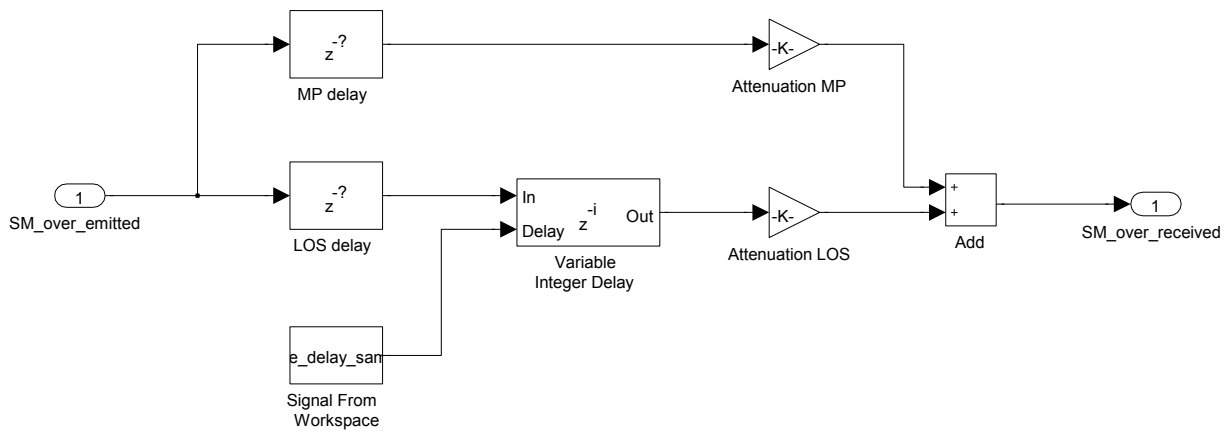 z-?
MP delay
-K-
Attenuation MP
1
SM_over_emitted
z-?
LOS delay
In
Delay
z-i
Out
Variable
Integer Delay
-K-
Attenuation LOS
+
+
Add
1
SM_over_received
e_delay_sam
Signal From
Workspace